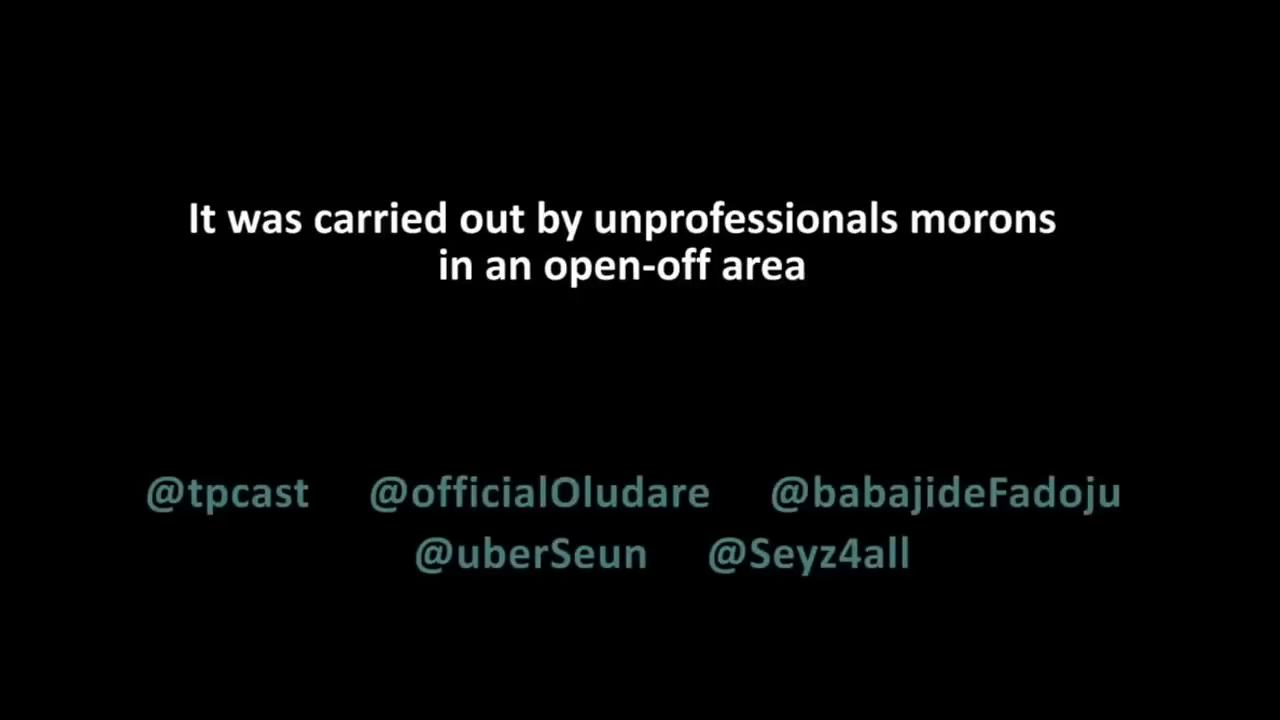 It was carried out by unprofessionals morons
in an open-off area
@tpcast @officialOludare @babajideFadoju
@uberSeun @Seyz4all